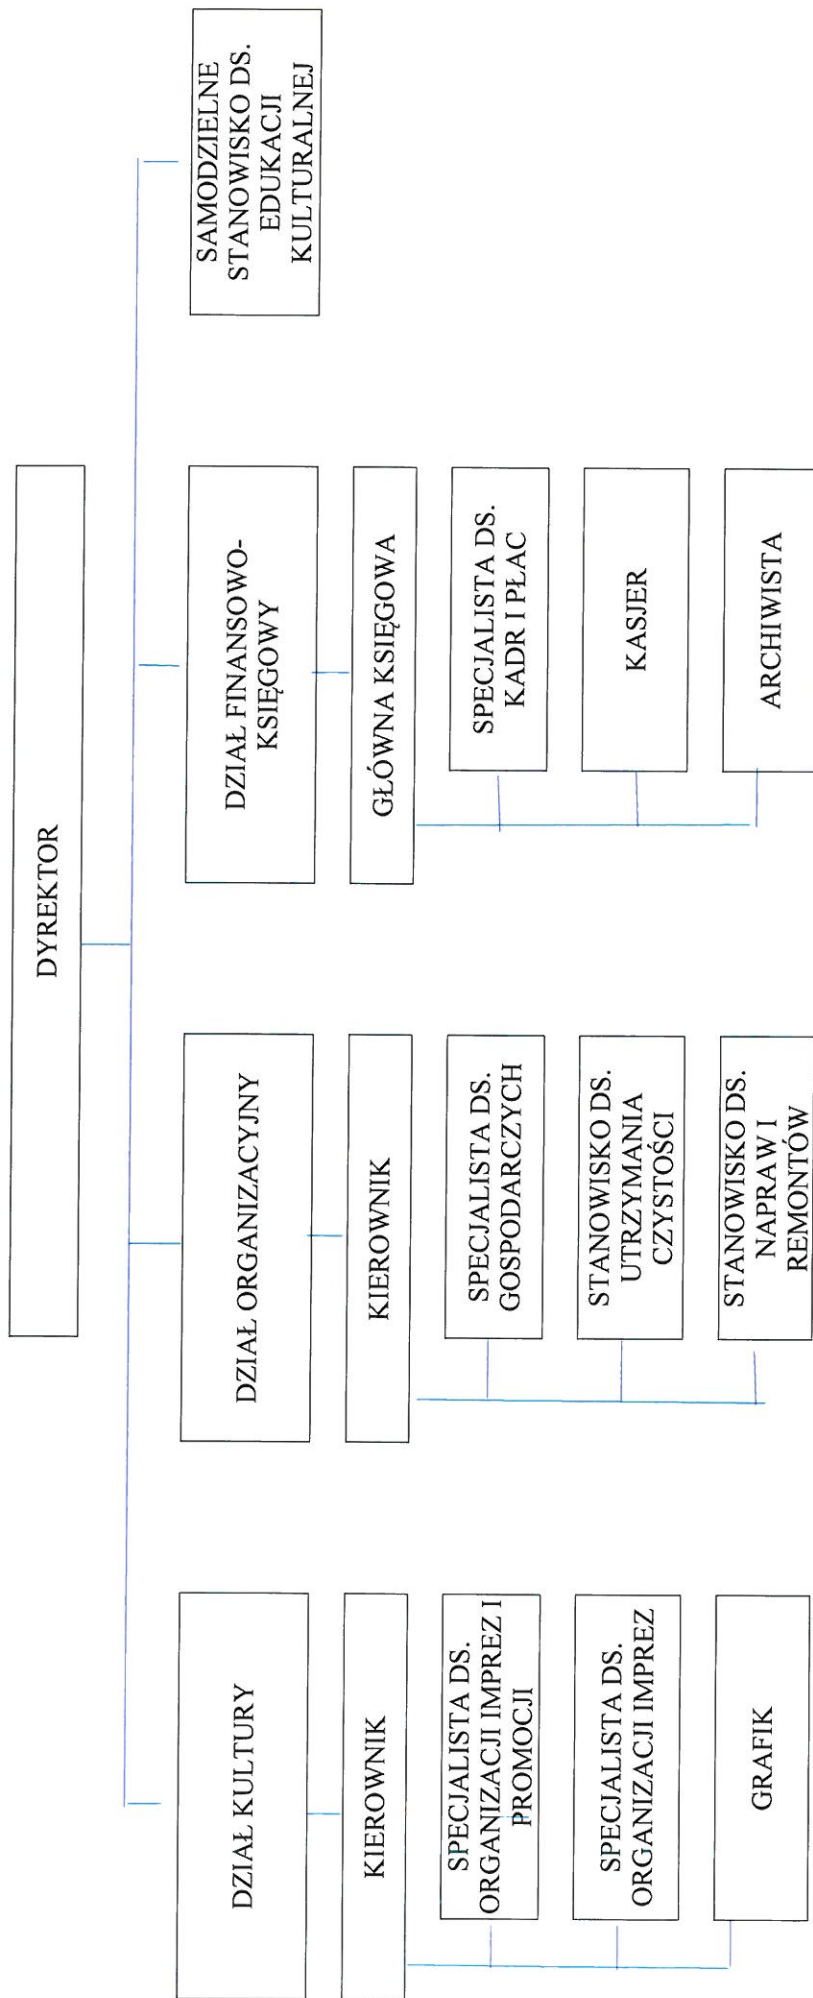 DYREKTOR
DZIAŁ KULTURY
KIEROWNIK
SPECJALISTA DS.
ORGANIZACJI IMPREZ I
PROMOCJI
SPECJALISTA DS.
ORGANIZACJI IMPREZ
GRAFIK
DZIAŁ ORGANIZACYJNY
KIEROWNIK
SPECJALISTA DS.
GOSPODARCZYCH
STANOWISKO DS.
UTRZYMANIA
CZYSTOŚCI
STANOWISKO DS.
NAPRAW I
REMONTÓW
DZIAŁ FINANSOWO-
KSIĘGOWY
GŁÓWNA KSIĘGOWA
SPECJALISTA DS.
KADR I PŁAC
KASJER
ARCHIWISTA
SAMODZIELNE
STANOWISKO DS.
EDUKACJI
KULTURALNEJ